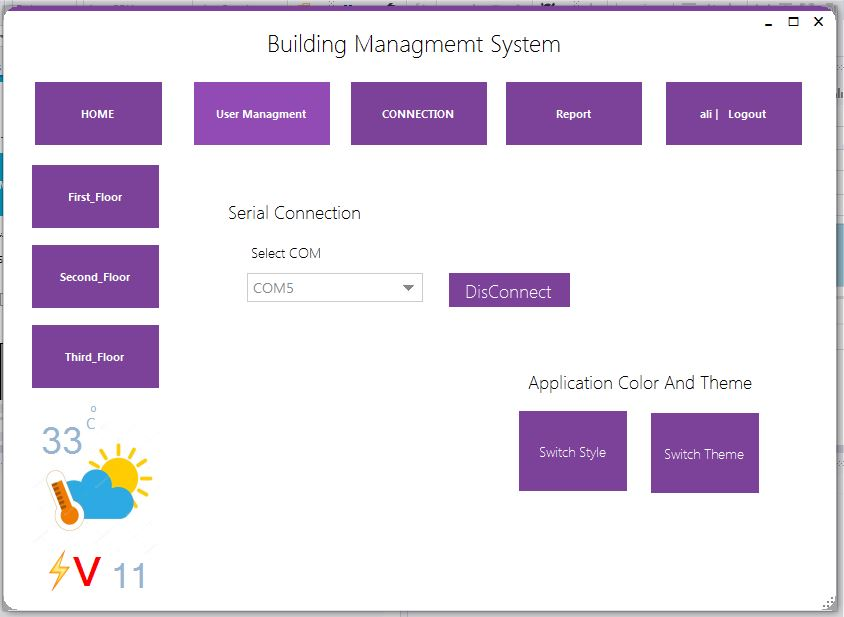 Building Managmemt System
HOME
User Managment
CONNECTION
Report
ali | Logout
First_Floor
Second_Floor
Third_Floor
Serial Connection
Select COM
COM5
DisConnect
Application Color And Theme
Switch Style
Switch Theme
33 °C
V 11